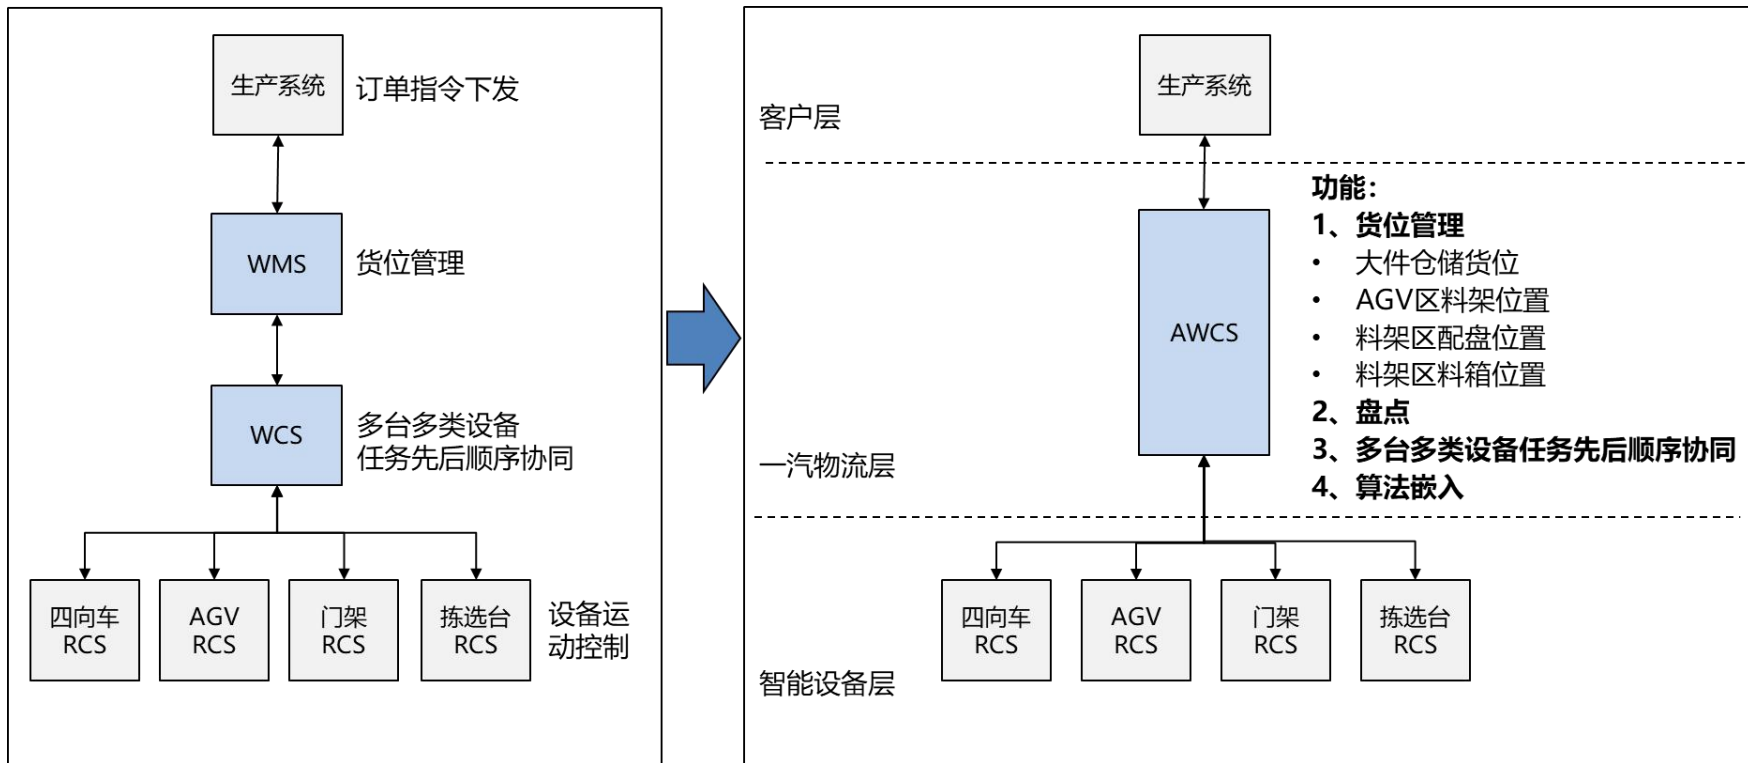 生产系统
订单指令下发
WMS
货位管理
WCS
多台多类设备
任务先后顺序协同
四向车
RCS
AGV
RCS
门架
RCS
拣选台
RCS
设备运
动控制
客户层
生产系统
一汽物流层
AWCS
功能：
1、货位管理
• 大件仓储货位
• AGV区料架位置
• 料架区配盘位置
• 料架区料箱位置
2、盘点
3、多台多类设备任务先后顺序协同
4、算法嵌入
智能设备层
四向车
RCS
AGV
RCS
门架
RCS
拣选台
RCS